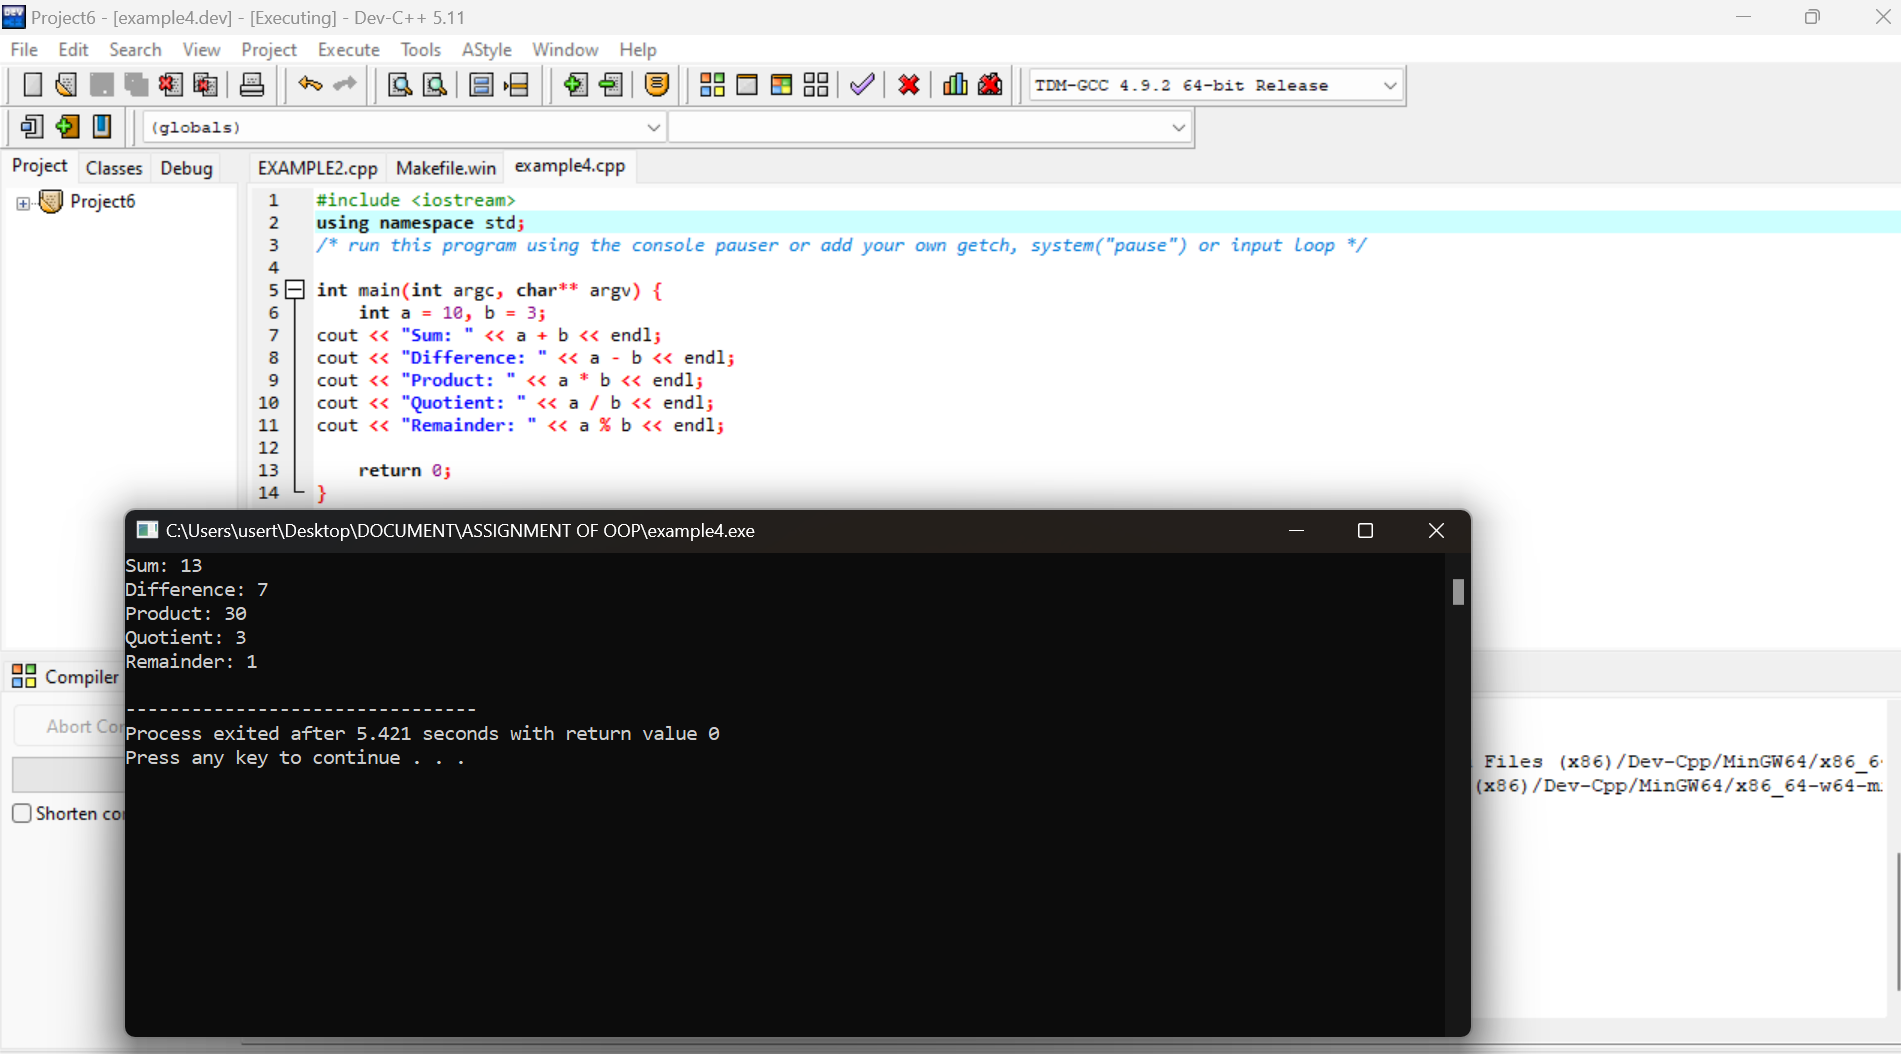 Project6 - [example4.dev] - [Executing] - Dev-C++ 5.11
File Edit Search View Project Execute Tools AStyle Window Help
TDM-GCC 4.9.2 64-bit Release
(globals)
Project Classes Debug
EXAMPLE2.cpp Makefile.win example4.cpp
Project6
1 #include <iostream>
2 using namespace std;
3 /* run this program using the console pauser or add your own getch, system("pause") or input loop */
4
5 int main(int argc, char** argv) {
6     int a = 10, b = 3;
7 cout << "Sum: " << a + b << endl;
8 cout << "Difference: " << a - b << endl;
9 cout << "Product: " << a * b << endl;
10 cout << "Quotient: " << a / b << endl;
11 cout << "Remainder: " << a % b << endl;
12
13     return 0;
14 }
C:\Users\usert\Desktop\DOCUMENT\ASSIGNMENT OF OOP\example4.exe
Sum: 13
Difference: 7
Product: 30
Quotient: 3
Remainder: 1
--------------------------------
Process exited after 5.421 seconds with return value 0
Press any key to continue . . .
Compiler
Abort Cor
Shorten co
Files (x86)/Dev-Cpp/MinGW64/x86_6
(x86)/Dev-Cpp/MinGW64/x86_64-w64-m